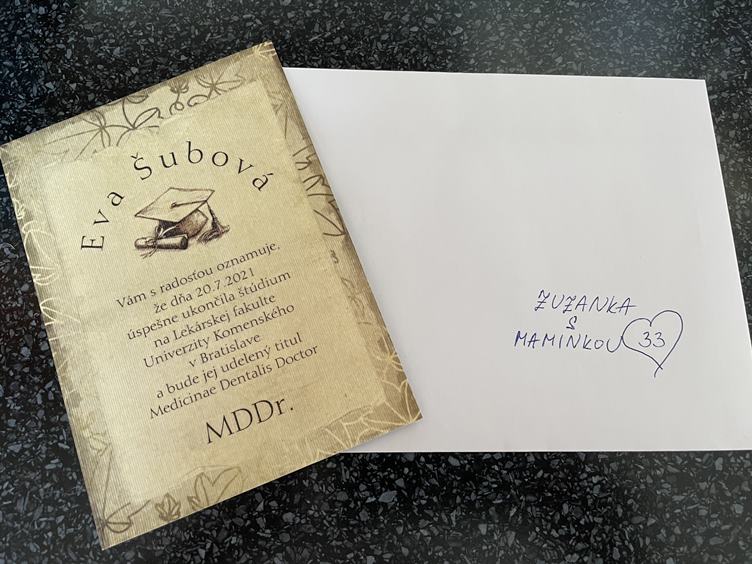 Eva Šubová
Vám s radosťou oznamuje,
že dňa 20.7.2021
úspešne ukončila štúdium
na Lekárskej fakulte
Univerzity Komenského
v Bratislave
a bude jej udelený titul
Medicinae Dentalis Doctor
MDDr.
ZUZANKA
S
MAMINKOU 33